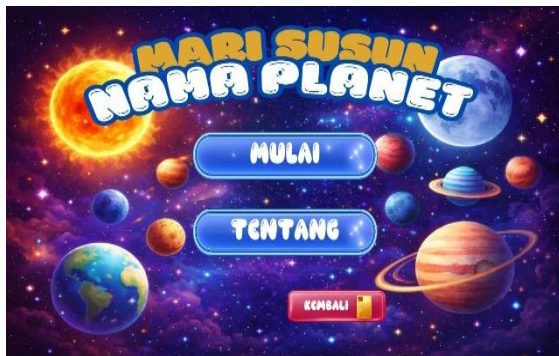 MARI SUSUN
NAMA PLANET
MULAI
TENTANG
KEMBALI